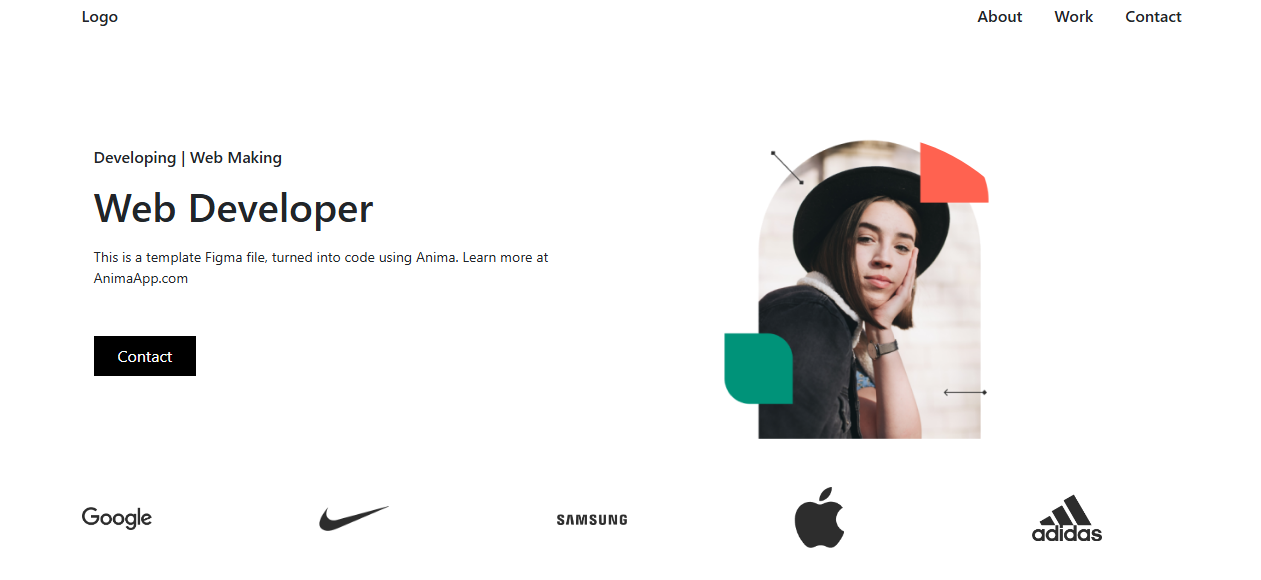 Logo
About Work Contact
Developing | Web Making
Web Developer
This is a template Figma file, turned into code using Anima. Learn more at
AnimaApp.com
Contact
Google
SAMSUNG
adidas